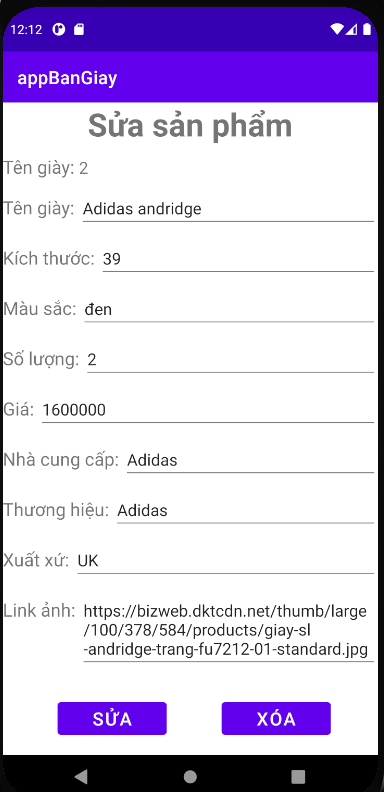 12:12
appBanGiay
Sửa sản phẩm
Tên giày: 2
Tên giày: Adidas andridge
Kích thước: 39
Màu sắc: đen
Số lượng: 2
Giá: 1600000
Nhà cung cấp: Adidas
Thương hiệu: Adidas
Xuất xứ: UK
Link ảnh: https://bizweb.dktcdn.net/thumb/large
/100/378/584/products/giay-sl
-andridge-trang-fu7212-01-standard.jpg
SỬA XÓA